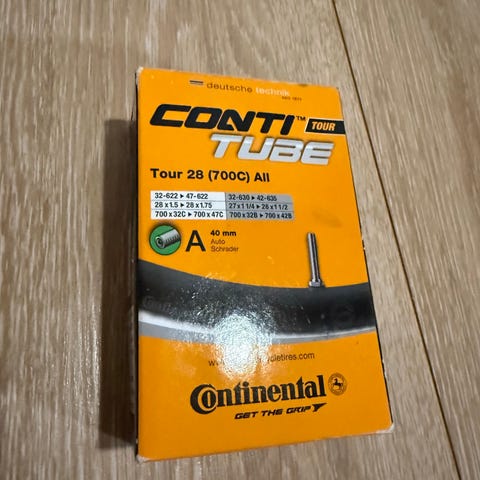 deutsche technik
CONTI™ TOUR
TUBE
Tour 28 (700C) All
32-622 ▸ 47-622 32-630 ▸ 42-635
28 x 1.5 ▸ 28 x 1.75 27 x 1 1/4 ▸ 28 x 1 1/2
700 x 32C ▸ 700 x 47C 700 x 32B ▸ 700 x 42B
A 40 mm
Auto
Schrader
Continental
Continental
GET THE GRIP